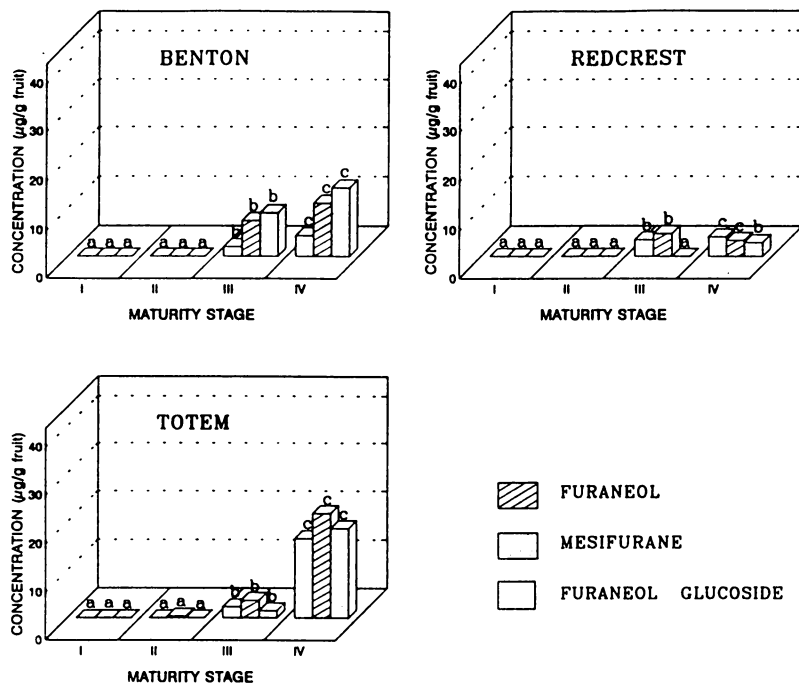 BENTON
CONCENTRATION (µg/g fruit)
40
30
20
10
0
a a a
a a a
b b b
c c c
I II III IV
MATURITY STAGE
REDCREST
CONCENTRATION (µg/g fruit)
40
30
20
10
0
a a a
a a a
b b a
c c b
I II III IV
MATURITY STAGE
TOTEM
CONCENTRATION (µg/g fruit)
40
30
20
10
0
a a a
a a a
b b b
c c c
I II III IV
MATURITY STAGE
FURANEOL
MESIFURANE
FURANEOL GLUCOSIDE